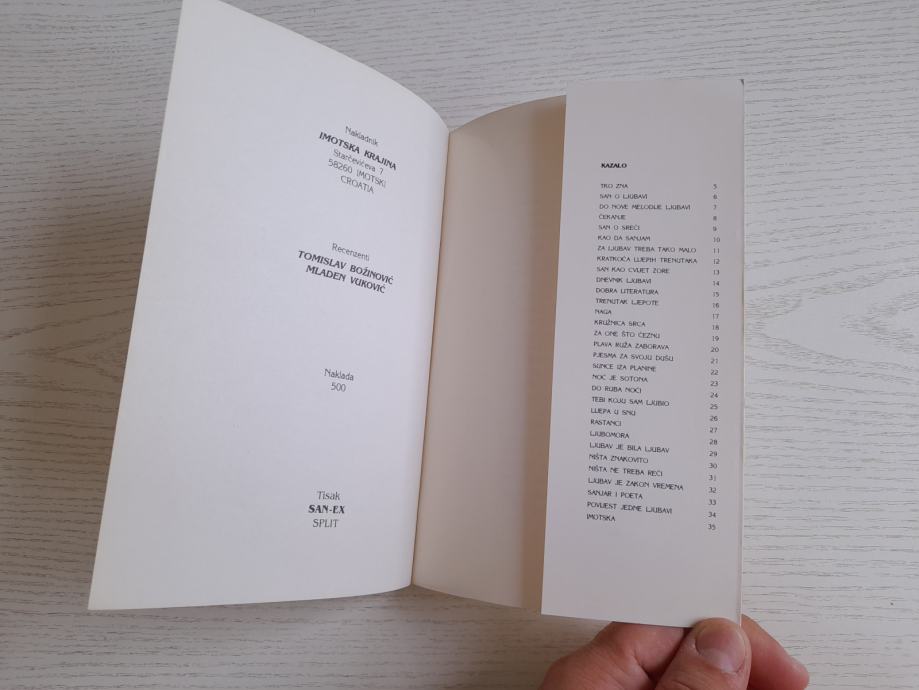 Nakladnik
IMOTSKA KRAJINA
Starčevićeva 7
58260 IMOTSKI
CROATIA
Recenzenti
TOMISLAV BOŽINOVIĆ
MLADEN VUKOVIĆ
Naklada
500
Tisak
SAN-EX
SPLIT
KAZALO
TKO ZNA 5
SAN O LJUBAVI 6
DO NOVE MELODIJE LJUBAVI 7
ČEKANJE 8
SAN O SREĆI 9
KAO DA SANJAM 10
ZA LJUBAV TREBA TAKO MALO 11
KRATKOĆA LIJEPIH TRENUTAKA 12
SAN KAO CVIJET ZORE 13
DNEVNIK LJUBAVI 14
DOBRA LITERATURA 15
TRENUTAK LJEPOTE 16
NAGA 17
KRUŽNICA SRCA 18
ZA ONE ŠTO ČEZNU 19
PLAVA RUŽA ZABORAVA 20
PJESMA ZA SVOJU DUŠU 21
SUNCE IZA PLANINE 22
NOĆ JE SOTONA 23
DO RUBA NOĆI 24
TEBI KOJU SAM LJUBIO 25
LIJEPA U SNU 26
RASTANCI 27
LJUBOMORA 28
LJUBAV JE BILA LJUBAV 29
NIŠTA ZNAKOVITO 30
NIŠTA NE TREBA REĆI 31
LJUBAV JE ZAKON VREMENA 32
SANJAR I POETA 33
POVIJEST JEDNE LJUBAVI 34
IMOTSKA 35